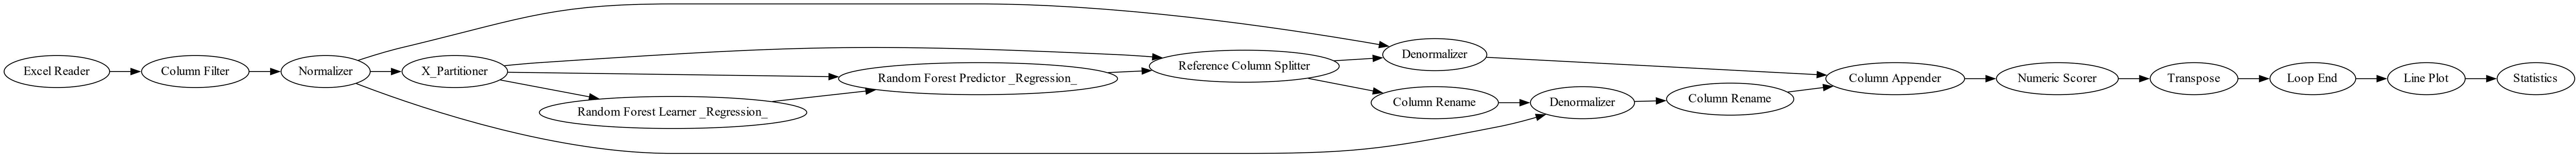 Excel Reader
Column Filter
Normalizer
X_Partitioner
Random Forest Learner _Regression_
Random Forest Predictor _Regression_
Reference Column Splitter
Denormalizer
Column Rename
Denormalizer
Column Rename
Column Appender
Numeric Scorer
Transpose
Loop End
Line Plot
Statistics